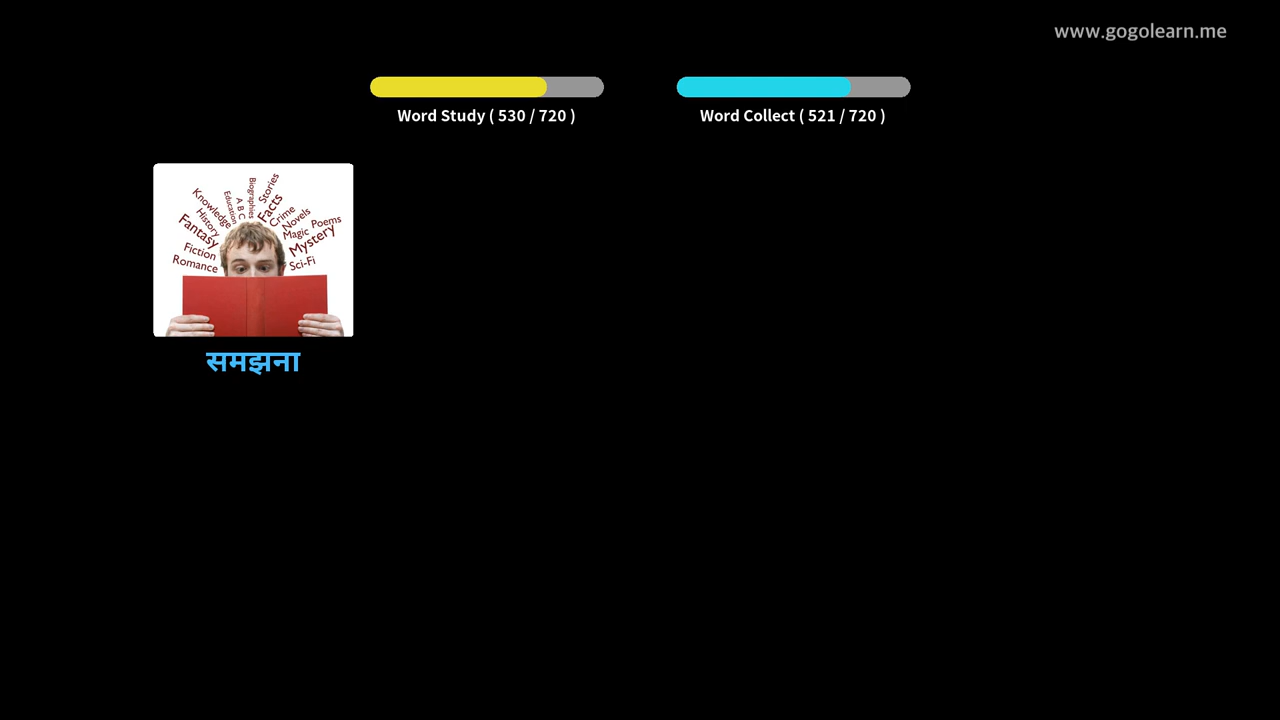 www.gogolearn.me
Word Study ( 530 / 720 )
Word Collect ( 521 / 720 )
Knowledge
History
Fantasy
Fiction
Romance
Education
A B C
Biographies
Stories
Facts
Crime
Novels
Magic
Poems
Mystery
Sci-Fi
समझना